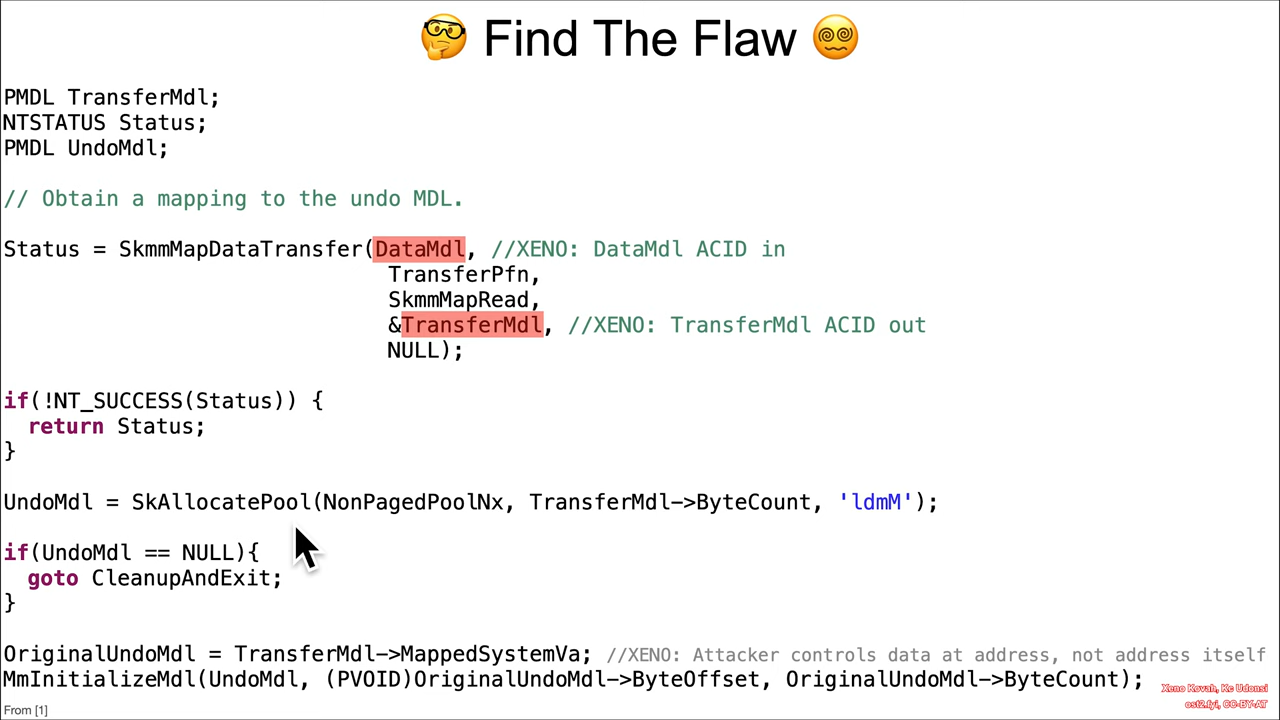 Find The Flaw
PMDL TransferMdl;
NTSTATUS Status;
PMDL UndoMdl;
// Obtain a mapping to the undo MDL.
Status = SkmmMapDataTransfer(DataMdl, //XENO: DataMdl ACID in
TransferPfn,
SkmmMapRead,
&TransferMdl, //XENO: TransferMdl ACID out
NULL);
if(!NT_SUCCESS(Status)) {
return Status;
}
UndoMdl = SkAllocatePool(NonPagedPoolNx, TransferMdl->ByteCount, 'ldmM');
if(UndoMdl == NULL){
goto CleanupAndExit;
}
OriginalUndoMdl = TransferMdl->MappedSystemVa; //XENO: Attacker controls data at address, not address itself
MmInitializeMdl(UndoMdl, (PVOID)OriginalUndoMdl->ByteOffset, OriginalUndoMdl->ByteCount);
Xeno Kovah, Kc Udonsi
ost2.fyi, CC-BY-AT
From [1]